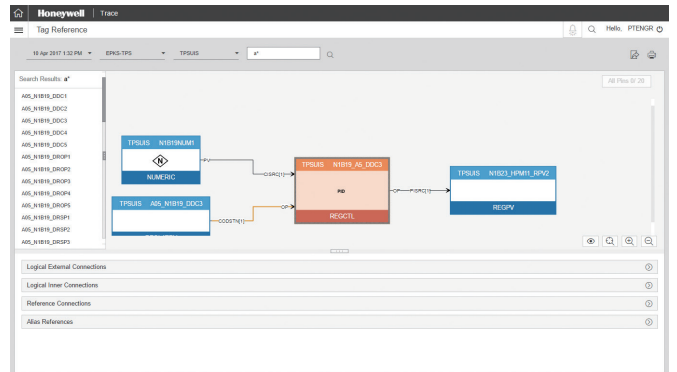 Honeywell Trace
Tag Reference
Hello, PTENGR
10 Apr 2017 1:32 PM EPKS-TPS TPSUIS a*
Search Results: a*
All Pins 0/ 20
A05_N1B19_DDC1
A05_N1B19_DDC2
A05_N1B19_DDC3
A05_N1B19_DDC4
A05_N1B19_DDC5
A05_N1B19_DROP1
A05_N1B19_DROP2
A05_N1B19_DROP3
A05_N1B19_DROP4
A05_N1B19_DROP5
A05_N1B19_DRSP1
A05_N1B19_DRSP2
A05_N1B19_DRSP3
TPSUIS N1B19NUM1
N
NUMERIC
PV
CISRC[1]
TPSUIS A05_N1B19_DDC3
CODSTN[1]
OP
TPSUIS N1B19_A5_DDC3
PID
REGCTL
OP
PISRC[1]
TPSUIS N1B23_HPM11_RPV2
REGPV
Logical External Connections
Logical Inner Connections
Reference Connections
Alias References